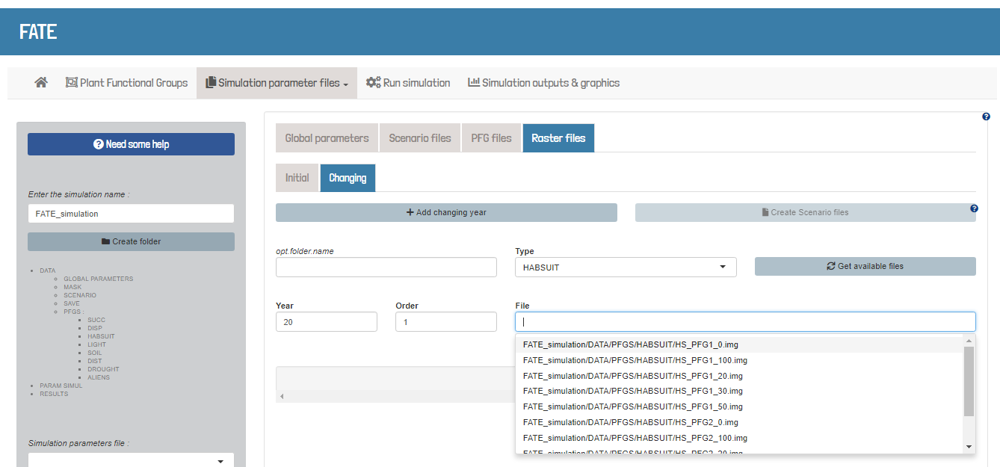 FATE
Plant Functional Groups
Simulation parameter files
Run simulation
Simulation outputs & graphics
Need some help
Enter the simulation name :
FATE_simulation
Create folder
DATA
GLOBAL PARAMETERS
MASK
SCENARIO
SAVE
PFGS :
SUCC
DISP
HABSUIT
LIGHT
SOIL
DIST
DROUGHT
ALIENS
PARAM SIMUL
RESULTS
Simulation parameters file :
Global parameters
Scenario files
PFG files
Raster files
Initial
Changing
+ Add changing year
Create Scenario files
opt.folder.name
Type
HABSUIT
Get available files
Year
Order
File
20
1
FATE_simulation/DATA/PFGS/HABSUIT/HS_PFG1_0.img
FATE_simulation/DATA/PFGS/HABSUIT/HS_PFG1_100.img
FATE_simulation/DATA/PFGS/HABSUIT/HS_PFG1_20.img
FATE_simulation/DATA/PFGS/HABSUIT/HS_PFG1_30.img
FATE_simulation/DATA/PFGS/HABSUIT/HS_PFG1_50.img
FATE_simulation/DATA/PFGS/HABSUIT/HS_PFG2_0.img
FATE_simulation/DATA/PFGS/HABSUIT/HS_PFG2_100.img
FATE_simulation/DATA/PFGS/HABSUIT/HS_PFG2_20.img